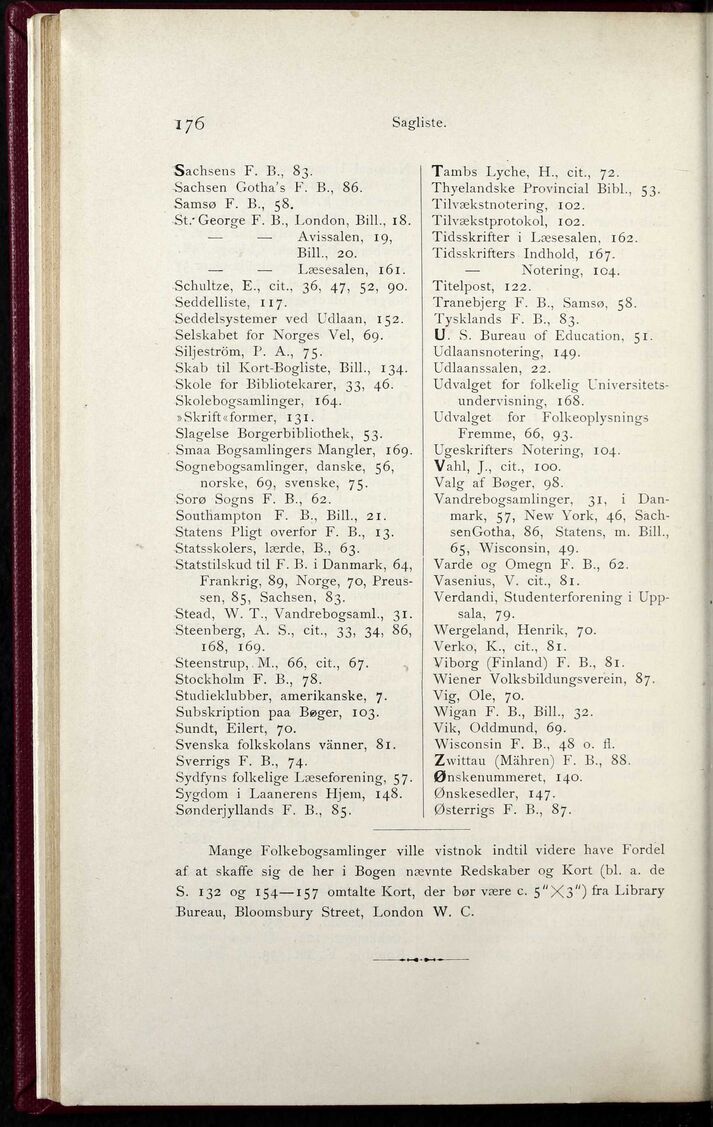 176
Sagliste.
Sachsens F. B., 83.
Sachsen Gotha's F. B., 86.
Samsø F. B., 58.
St. George F. B., London, Bill., 18.
— — Avissalen, 19,
Bill., 20.
— — Læsesalen, 161.
Schultze, E., cit., 36, 47, 52, 90.
Seddelliste, 117.
Seddelsystemer ved Udlaan, 152.
Selskabet for Norges Vel, 69.
Siljeström, P. A., 75.
Skab til Kort-Bogliste, Bill., 134.
Skole for Bibliotekarer, 33, 46.
Skolebogsamlinger, 164.
»Skrift«former, 131.
Slagelse Borgerbibliothek, 53.
Smaa Bogsamlingers Mangler, 169.
Sognebogsamlinger, danske, 56,
norske, 69, svenske, 75.
Sorø Sogns F. B., 62.
Southampton F. B., Bill., 21.
Statens Pligt overfor F. B., 13.
Statsskolers, lærde, B., 63.
Statstilskud til F. B. i Danmark, 64,
Frankrig, 89, Norge, 70, Preus-
sen, 85, Sachsen, 83.
Stead, W. T., Vandrebogsaml., 31.
Steenberg, A. S., cit., 33, 34, 86,
168, 169.
Steenstrup, M., 66, cit., 67.
Stockholm F. B., 78.
Studieklubber, amerikanske, 7.
Subskription paa Bøger, 103.
Sundt, Eilert, 70.
Svenska folkskolans vänner, 81.
Sverrigs F. B., 74.
Sydfyns folkelige Læseforening, 57.
Sygdom i Laanerens Hjem, 148.
Sønderjyllands F. B., 85.
Tambs Lyche, H., cit., 72.
Thyelandske Provincial Bibl., 53.
Tilvækstnotering, 102.
Tilvækstprotokol, 102.
Tidsskrifter i Læsesalen, 162.
Tidsskrifters Indhold, 167.
— Notering, 104.
Titelpost, 122.
Tranebjerg F. B., Samsø, 58.
Tysklands F. B., 83.
U. S. Bureau of Education, 51.
Udlaansnotering, 149.
Udlaanssalen, 22.
Udvalget for folkelig Universitets-
undervisning, 168.
Udvalget for Folkeoplysnings
Fremme, 66, 93.
Ugeskrifters Notering, 104.
Vahl, J., cit., 100.
Valg af Bøger, 98.
Vandrebogsamlinger, 31, i Dan-
mark, 57, New York, 46, Sach-
senGotha, 86, Statens, m. Bill.,
65, Wisconsin, 49.
Varde og Omegn F. B., 62.
Vasenius, V. cit., 81.
Verdandi, Studenterforening i Upp-
sala, 79.
Wergeland, Henrik, 70.
Verko, K., cit., 81.
Viborg (Finland) F. B., 81.
Wiener Volksbildungsverein, 87.
Vig, Ole, 70.
Wigan F. B., Bill., 32.
Vik, Oddmund, 69.
Wisconsin F. B., 48 o. fl.
Zwittau (Mähren) F. B., 88.
Ønskenummeret, 140.
Ønskesedler, 147.
Østerrigs F. B., 87.
Mange Folkebogsamlinger ville vistnok indtil videre have Fordel
af at skaffe sig de her i Bogen nævnte Redskaber og Kort (bl. a. de
S. 132 og 154—157 omtalte Kort, der bør være c. 5"×3") fra Library
Bureau, Bloomsbury Street, London W. C.